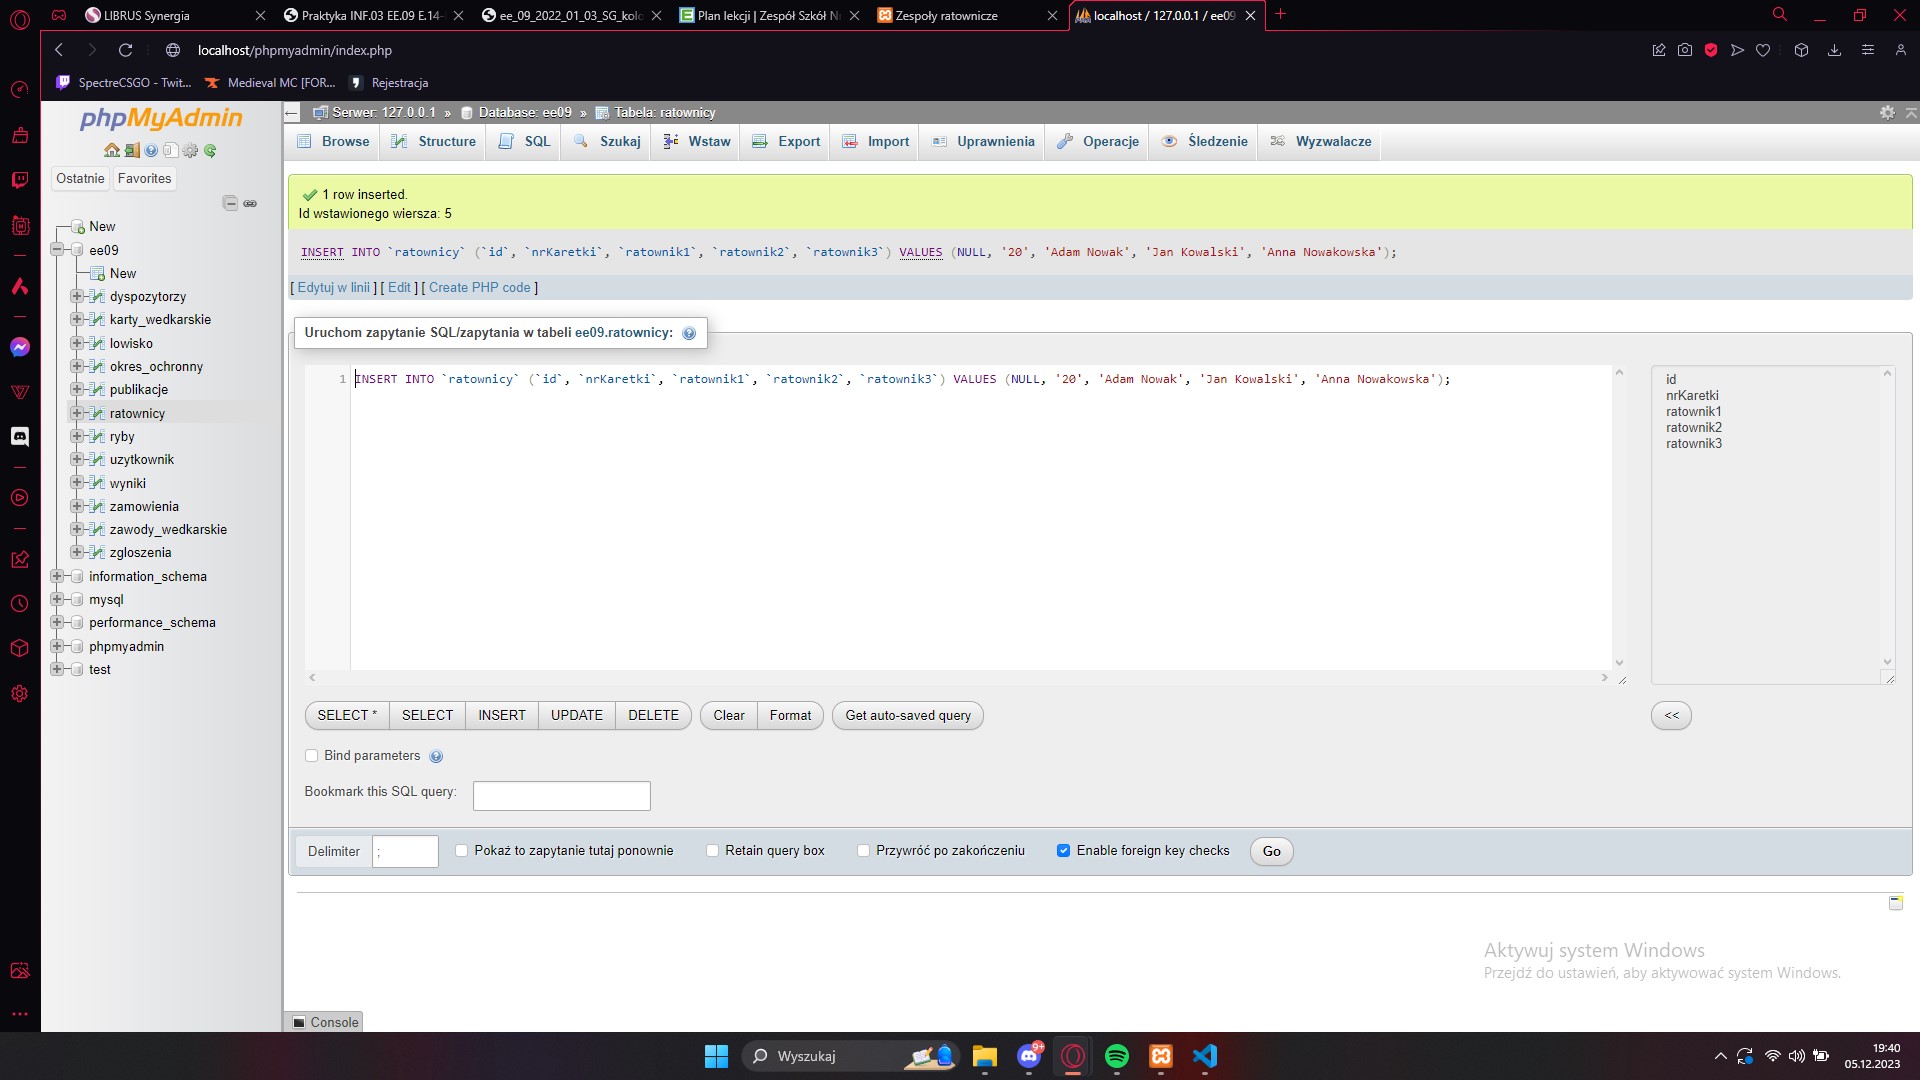 LIBRUS Synergia
Praktyka INF.03 EE.09 E.14-
ee_09_2022_01_03_SG_kolo
Plan lekcji | Zespół Szkół N
Zespoły ratownicze
localhost / 127.0.0.1 / ee09
localhost/phpmyadmin/index.php
SpectreCSGO - Twit...
Medieval MC [FOR...
Rejestracja
phpMyAdmin
Ostatnie
Favorites
New
ee09
New
dyspozytorzy
karty_wedkarskie
lowisko
okres_ochronny
publikacje
ratownicy
ryby
uzytkownik
wyniki
zamowienia
zawody_wedkarskie
zgloszenia
information_schema
mysql
performance_schema
phpmyadmin
test
Serwer: 127.0.0.1 » Database: ee09 » Tabela: ratownicy
Browse Structure SQL Szukaj Wstaw Export Import Uprawnienia Operacje Śledzenie Wyzwalacze
1 row inserted.
Id wstawionego wiersza: 5
INSERT INTO `ratownicy` (`id`, `nrKaretki`, `ratownik1`, `ratownik2`, `ratownik3`) VALUES (NULL, '20', 'Adam Nowak', 'Jan Kowalski', 'Anna Nowakowska');
[ Edytuj w linii ] [ Edit ] [ Create PHP code ]
Uruchom zapytanie SQL/zapytania w tabeli ee09.ratownicy:
1 INSERT INTO `ratownicy` (`id`, `nrKaretki`, `ratownik1`, `ratownik2`, `ratownik3`) VALUES (NULL, '20', 'Adam Nowak', 'Jan Kowalski', 'Anna Nowakowska');
id
nrKaretki
ratownik1
ratownik2
ratownik3
SELECT * SELECT INSERT UPDATE DELETE Clear Format Get auto-saved query <<
Bind parameters
Bookmark this SQL query:
Delimiter ; Pokaż to zapytanie tutaj ponownie Retain query box Przywróć po zakończeniu Enable foreign key checks Go
Aktywuj system Windows
Przejdź do ustawień, aby aktywować system Windows.
Console
Wyszukaj
9+
19:40
05.12.2023